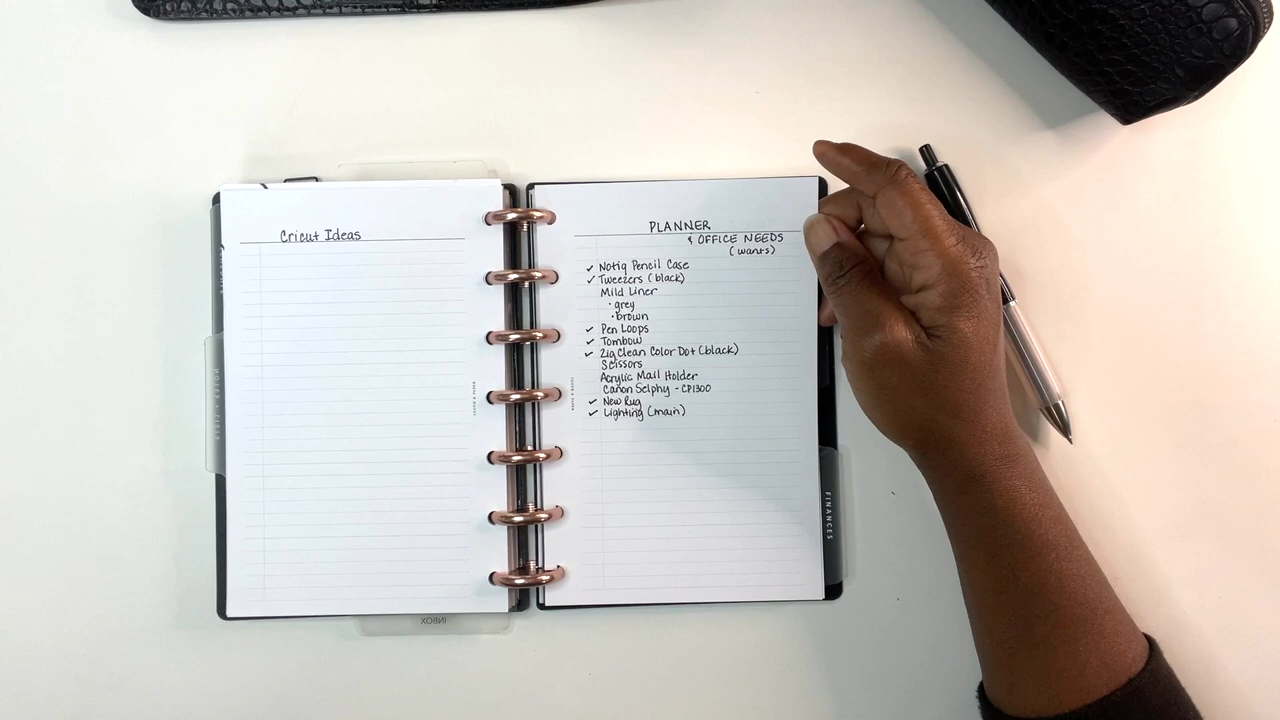 Cricut Ideas
PLANNER
& OFFICE NEEDS
(wants)
✓ Notiq Pencil Case
✓ Tweezers (black)
Mild Liner
• grey
• brown
✓ Pen Loops
✓ Tombow
✓ Zig Clean Color Dot (black)
Scissors
Acrylic Mail Holder
Canon Selphy - CP1300
✓ New Rug
✓ Lighting (main)
FINANCES
INBOX